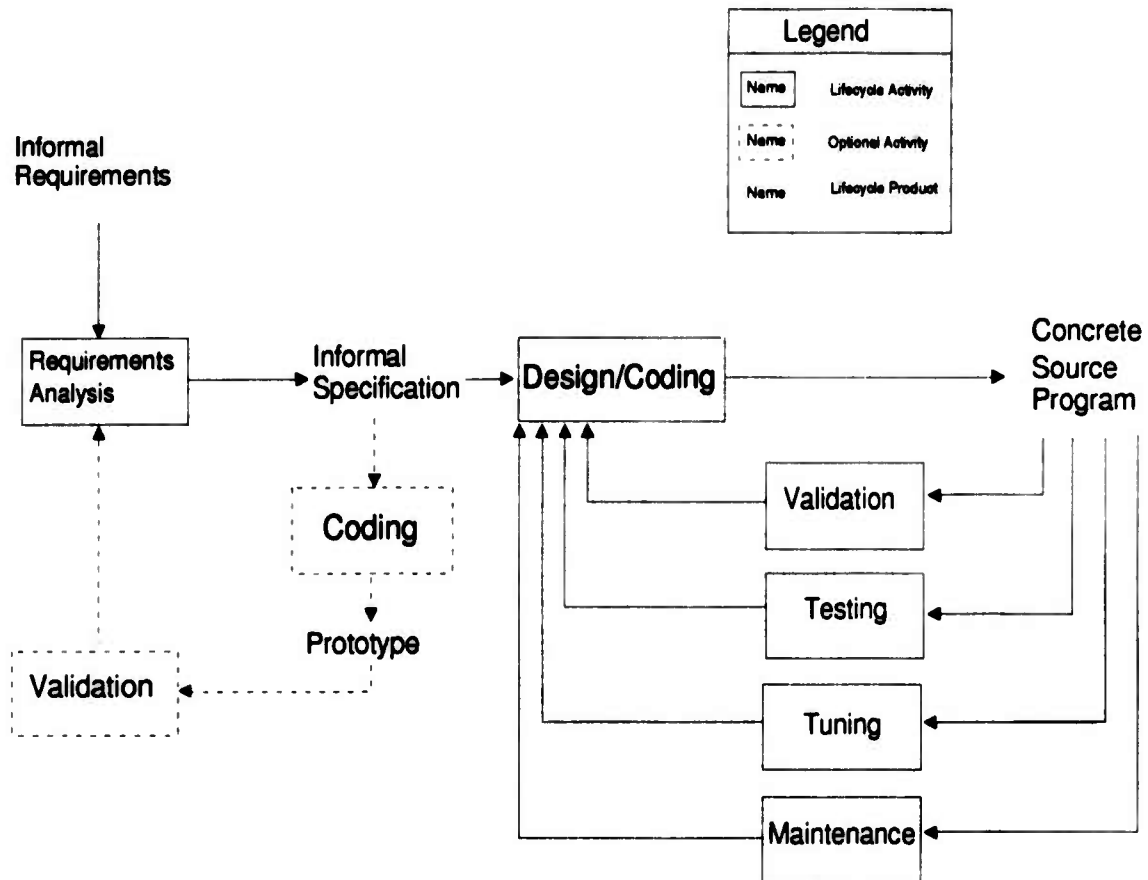 Legend
Name Lifecycle Activity
Name Optional Activity
Name Lifecycle Product
Informal
Requirements
Requirements
Analysis
Informal
Specification
Design/Coding
Concrete
Source
Program
Coding
Prototype
Validation
Validation
Testing
Tuning
Maintenance